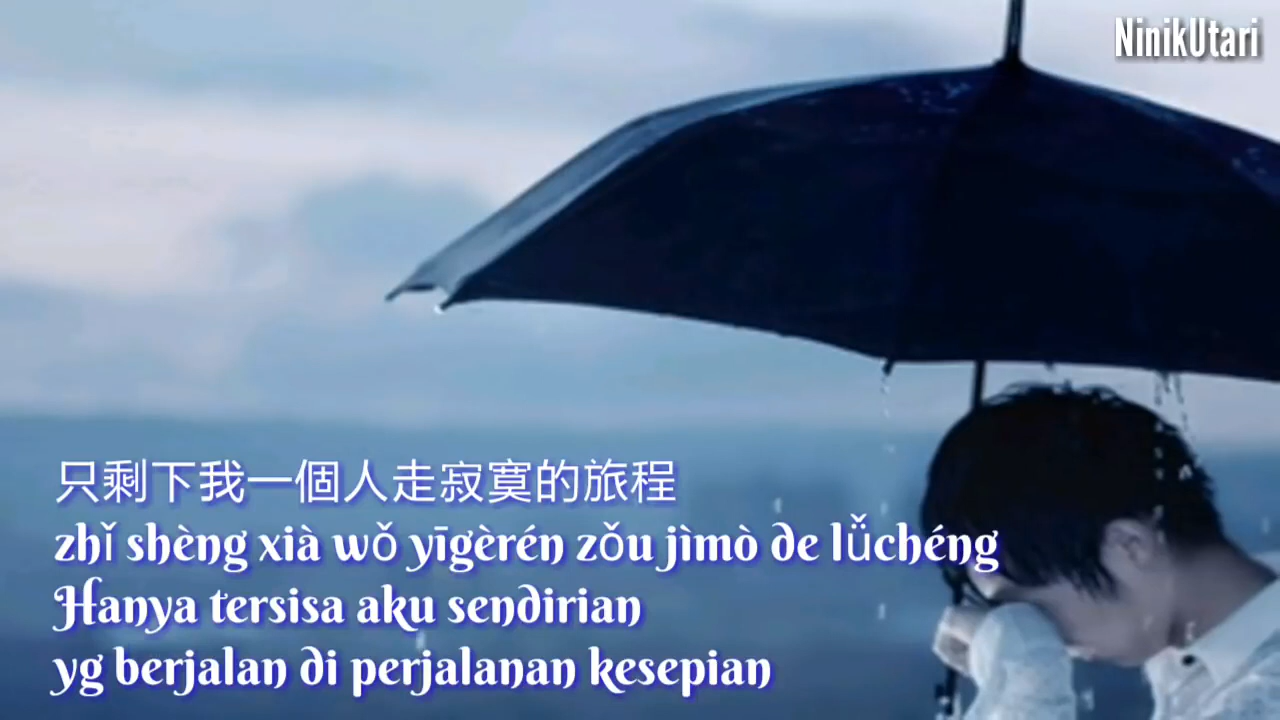 NinikUtari
只剩下我一個人走寂寞的旅程
zhǐ shèng xià wǒ yīgèrén zǒu jìmò de lǚchéng
Hanya tersisa aku sendirian
yg berjalan di perjalanan kesepian